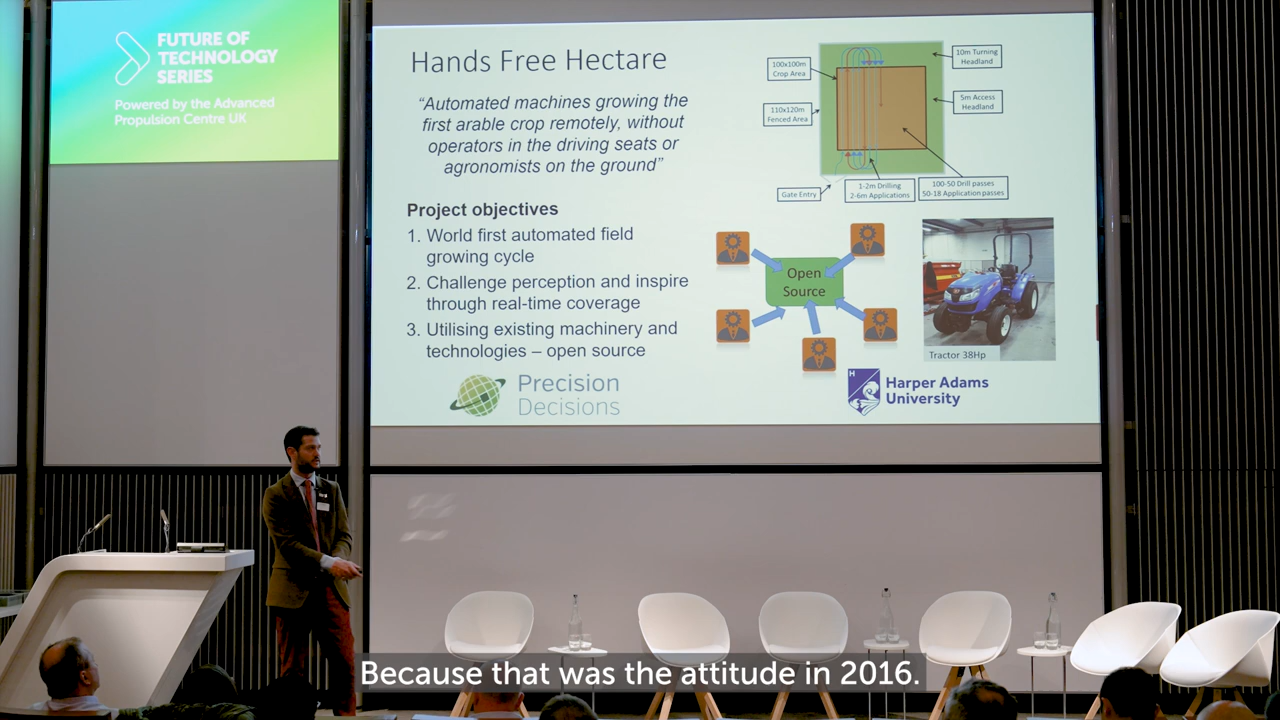 FUTURE OF
TECHNOLOGY
SERIES
Powered by the Advanced
Propulsion Centre UK
Hands Free Hectare
“Automated machines growing the
first arable crop remotely, without
operators in the driving seats or
agronomists on the ground”
Project objectives
1. World first automated field
growing cycle
2. Challenge perception and inspire
through real-time coverage
3. Utilising existing machinery and
technologies – open source
Precision
Decisions
100x100m
Crop Area
110x120m
Fenced Area
10m Turning
Headland
5m Access
Headland
Gate Entry
1-2m Drilling
2-6m Applications
100-50 Drill passes
50-18 Application passes
Open
Source
Tractor 38Hp
H
Harper Adams
University
Because that was the attitude in 2016.